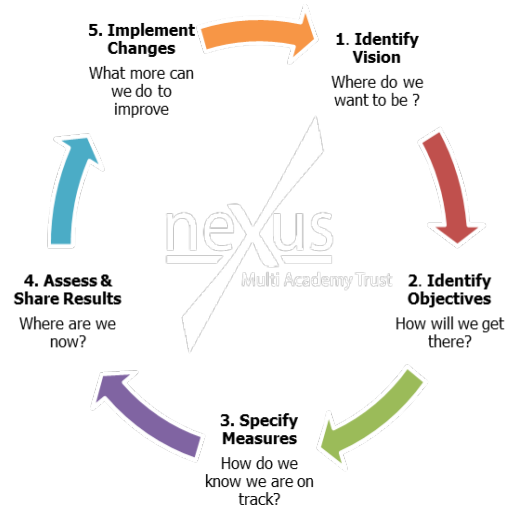 1. Identify
Vision
Where do we
want to be ?
2. Identify
Objectives
How will we get
there?
3. Specify
Measures
How do we
know we are on
track?
4. Assess &
Share Results
Where are we
now?
5. Implement
Changes
What more can
we do to
improve
neXus
Multi Academy Trust